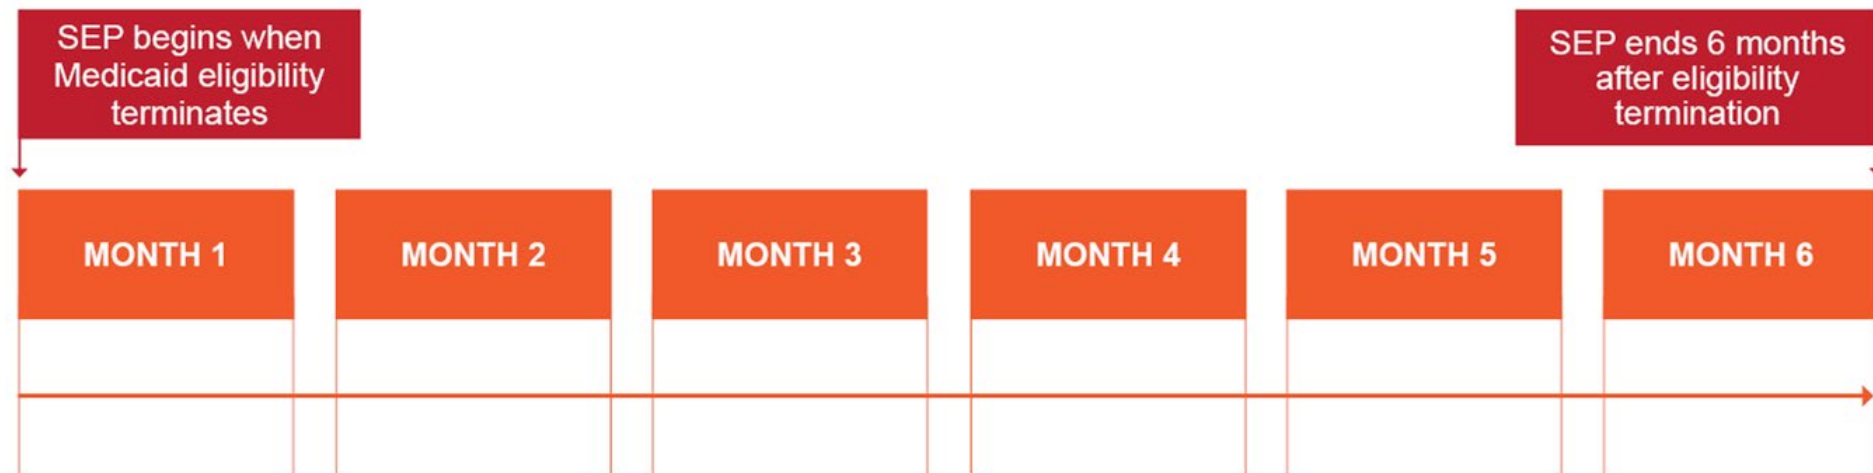 SEP begins when
Medicaid eligibility
terminates
SEP ends 6 months
after eligibility
termination
MONTH 1
MONTH 2
MONTH 3
MONTH 4
MONTH 5
MONTH 6